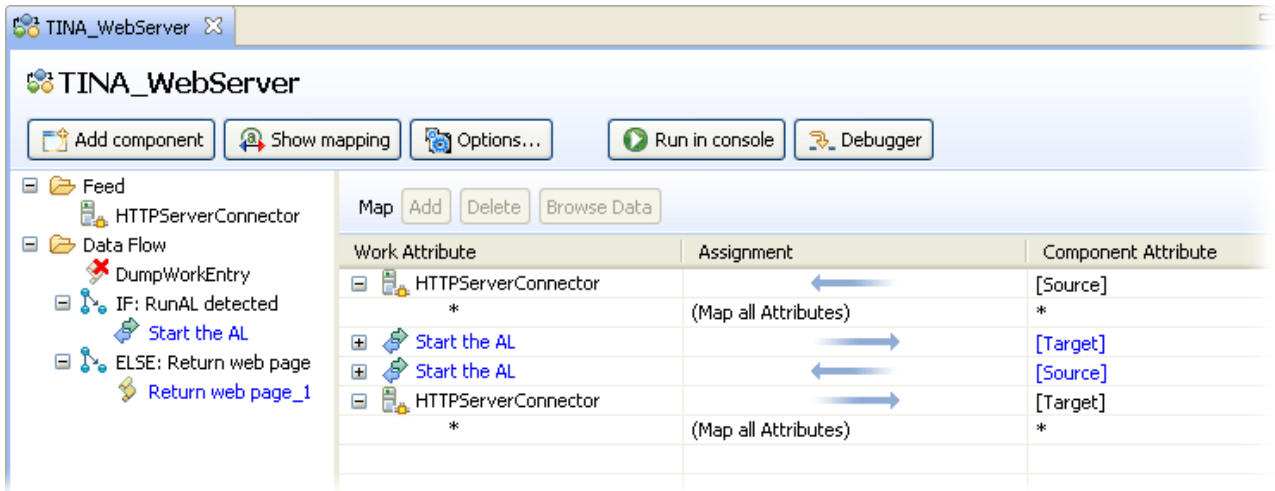 TINA_WebServer
TINA_WebServer
Add component Show mapping Options... Run in console Debugger
Feed
HTTPServerConnector
Data Flow
DumpWorkEntry
IF: RunAL detected
Start the AL
ELSE: Return web page
Return web page_1
Map Add Delete Browse Data
Work Attribute Assignment Component Attribute
HTTPServerConnector [Source]
* (Map all Attributes) *
Start the AL [Target]
Start the AL [Source]
HTTPServerConnector [Target]
* (Map all Attributes) *